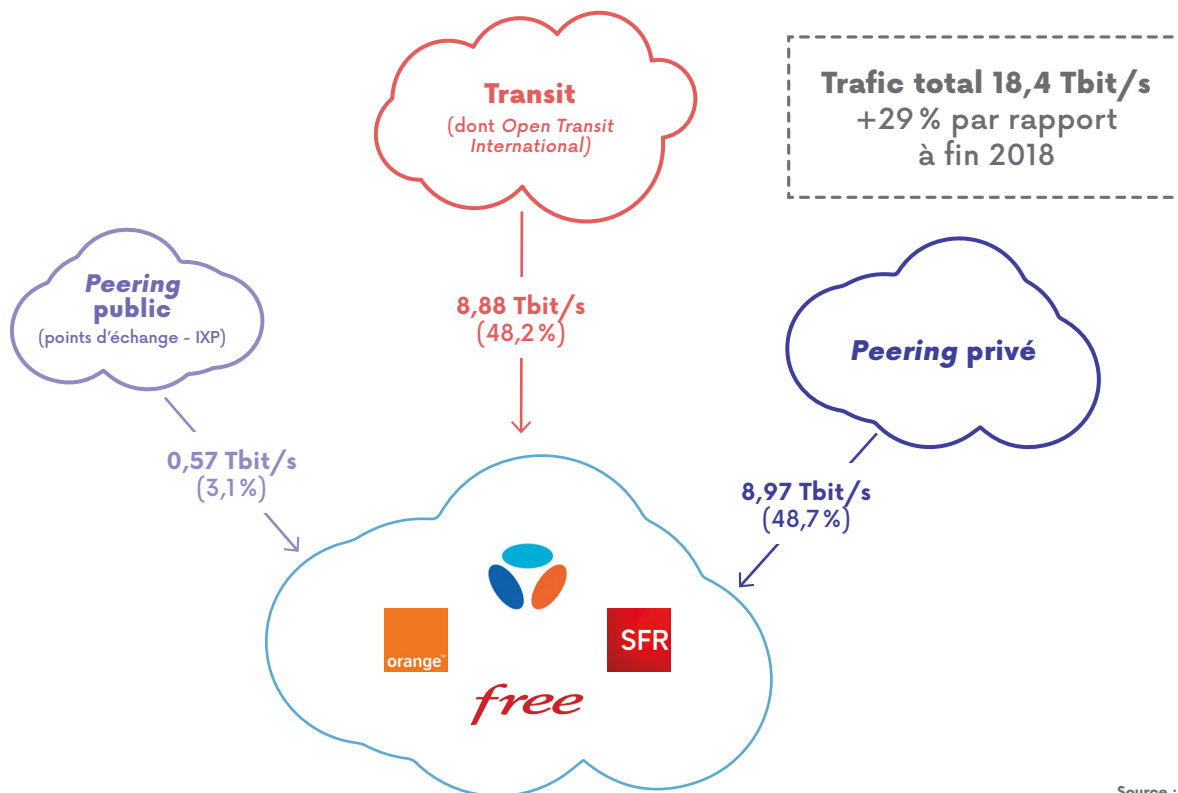 Transit
(dont Open Transit
International)
Trafic total 18,4 Tbit/s
+29 % par rapport
à fin 2018
Peering
public
(points d'échange - IXP)
8,88 Tbit/s
(48,2 %)
Peering privé
0,57 Tbit/s
(3,1 %)
8,97 Tbit/s
(48,7 %)
orange™
SFR
free
Source :